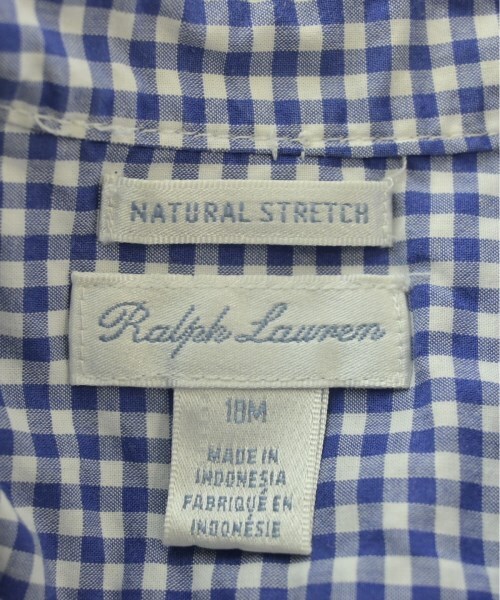 NATURAL STRETCH
Ralph Lauren
18M
MADE IN
INDONESIA
FABRIQUÉ EN
INDONÉSIE